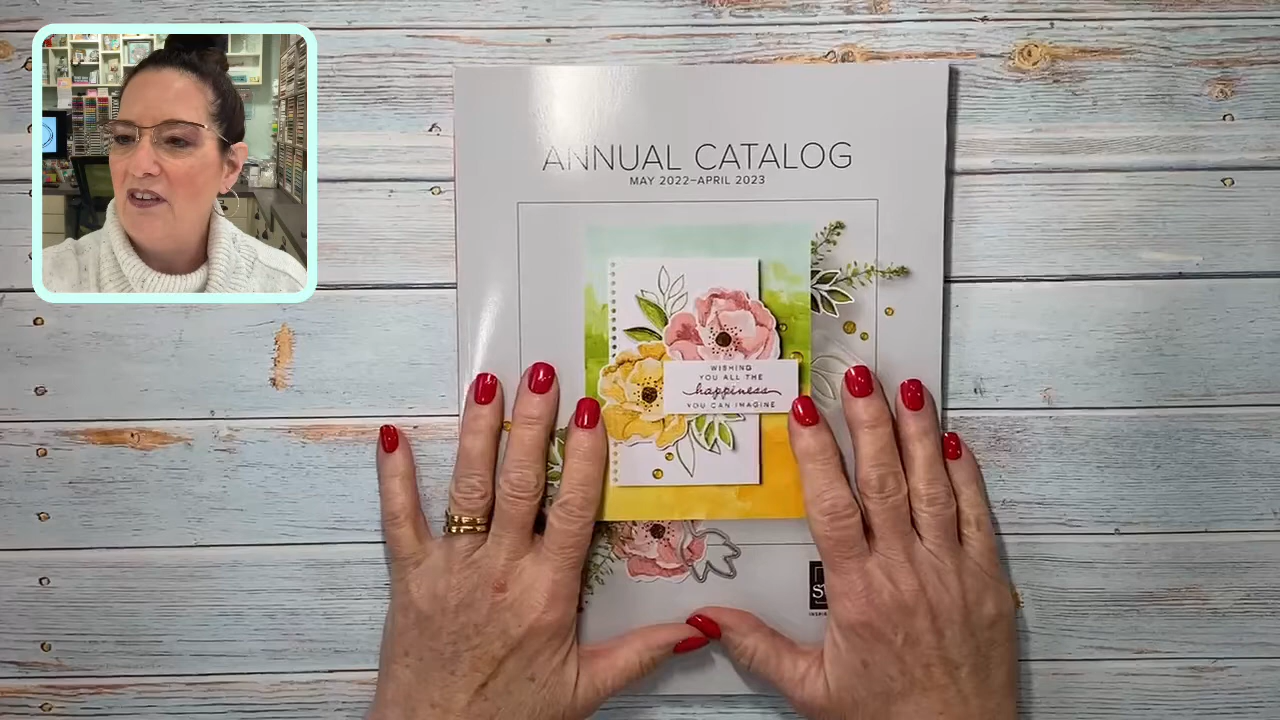 ANNUAL CATALOG
MAY 2022–APRIL 2023
WISHING
YOU ALL THE
happiness
YOU CAN IMAGINE